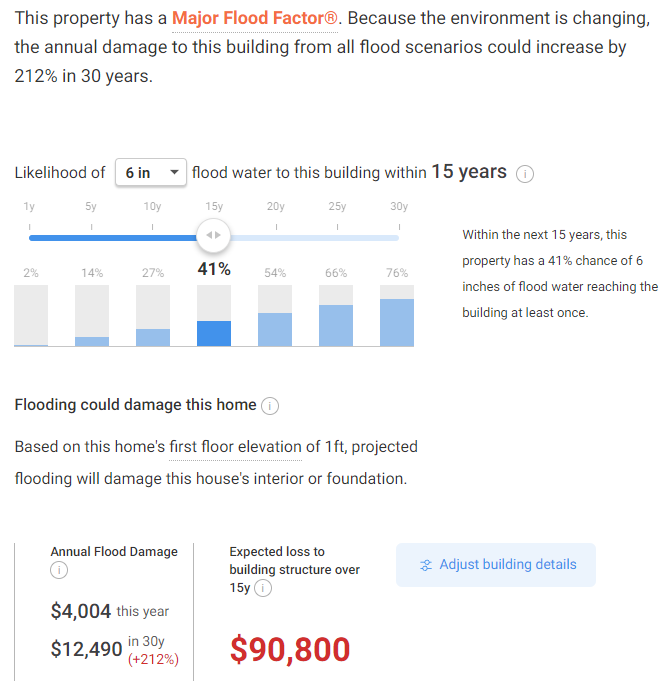 This property has a Major Flood Factor®. Because the environment is changing,
the annual damage to this building from all flood scenarios could increase by
212% in 30 years.
Likelihood of 6 in flood water to this building within 15 years i
1y 5y 10y 15y 20y 25y 30y
2% 14% 27% 41% 54% 66% 76%
Within the next 15 years, this
property has a 41% chance of 6
inches of flood water reaching the
building at least once.
Flooding could damage this home i
Based on this home's first floor elevation of 1ft, projected
flooding will damage this house's interior or foundation.
Annual Flood Damage
i
$4,004 this year
$12,490 in 30y
(+212%)
Expected loss to
building structure over
15y i
$90,800
Adjust building details